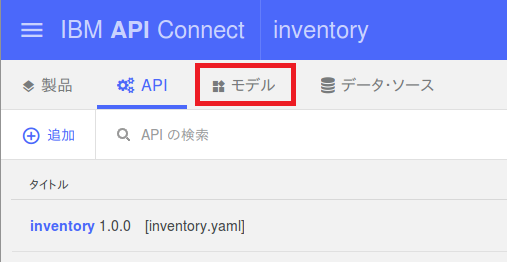 IBM API Connect inventory
製品 API モデル データ・ソース
追加 API の検索
タイトル
inventory 1.0.0 [inventory.yaml]